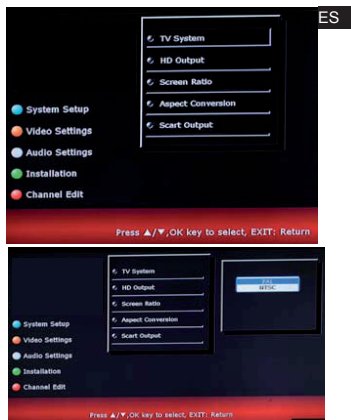 ES
TV System
HD Output
Screen Ratio
Aspect Conversion
Scart Output
System Setup
Video Settings
Audio Settings
Installation
Channel Edit
Press ▲/▼,OK key to select, EXIT: Return
TV System
HD Output
Screen Ratio
Aspect Conversion
Scart Output
PAL
NTSC
System Setup
Video Settings
Audio Settings
Installation
Channel Edit
Press ▲/▼,OK key to select, EXIT: Return